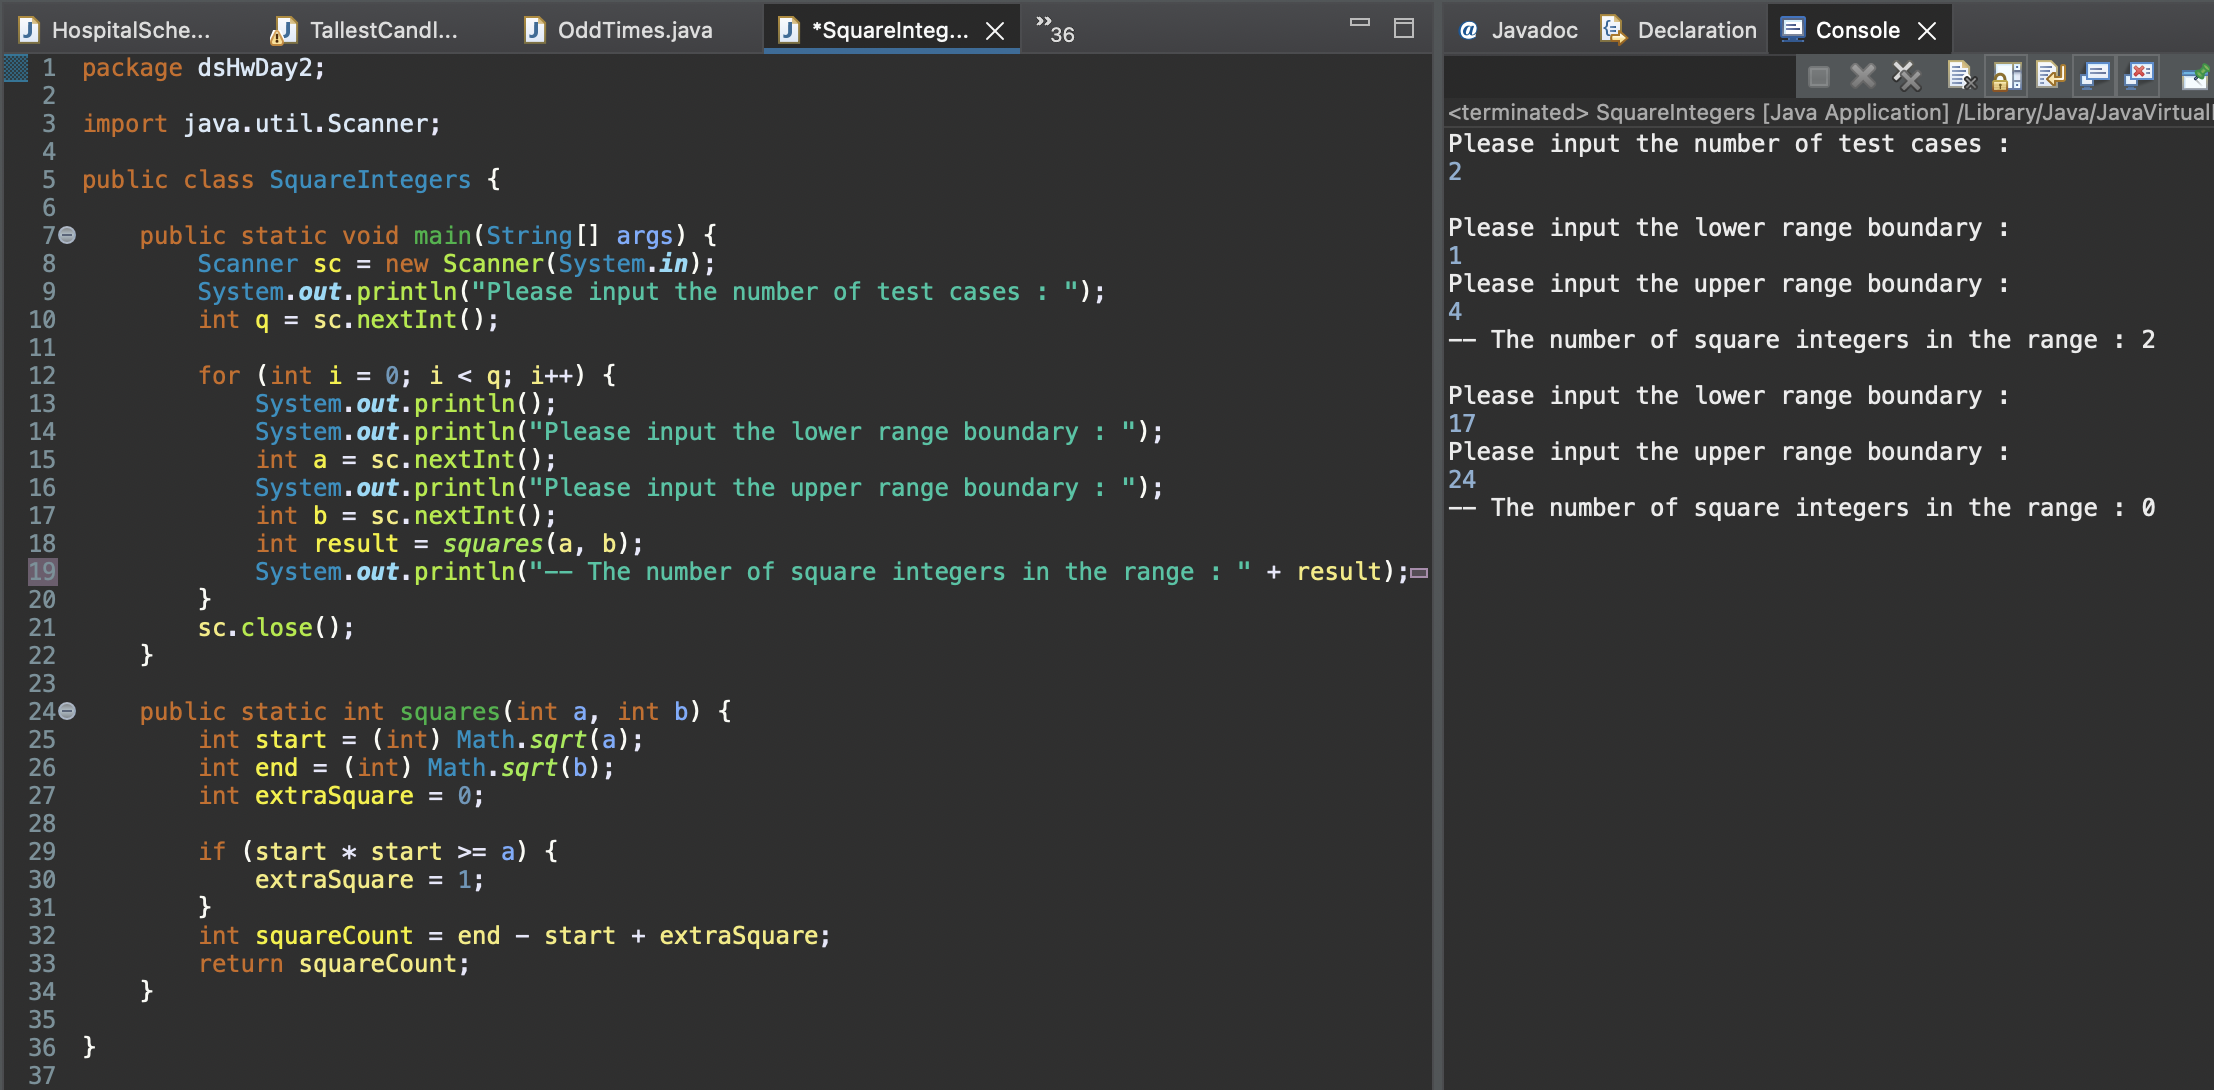 HospitalSche...
TallestCandl...
OddTimes.java
*SquareInteg...
»36
1 package dsHwDay2;
2
3 import java.util.Scanner;
4
5 public class SquareIntegers {
6
7 public static void main(String[] args) {
8 Scanner sc = new Scanner(System.in);
9 System.out.println("Please input the number of test cases : ");
10 int q = sc.nextInt();
11
12 for (int i = 0; i < q; i++) {
13 System.out.println();
14 System.out.println("Please input the lower range boundary : ");
15 int a = sc.nextInt();
16 System.out.println("Please input the upper range boundary : ");
17 int b = sc.nextInt();
18 int result = squares(a, b);
19 System.out.println("-- The number of square integers in the range : " + result);
20 }
21 sc.close();
22 }
23
24 public static int squares(int a, int b) {
25 int start = (int) Math.sqrt(a);
26 int end = (int) Math.sqrt(b);
27 int extraSquare = 0;
28
29 if (start * start >= a) {
30 extraSquare = 1;
31 }
32 int squareCount = end - start + extraSquare;
33 return squareCount;
34 }
35
36 }
37
@ Javadoc
Declaration
Console
<terminated> SquareIntegers [Java Application] /Library/Java/JavaVirtual
Please input the number of test cases :
2
Please input the lower range boundary :
1
Please input the upper range boundary :
4
-- The number of square integers in the range : 2
Please input the lower range boundary :
17
Please input the upper range boundary :
24
-- The number of square integers in the range : 0